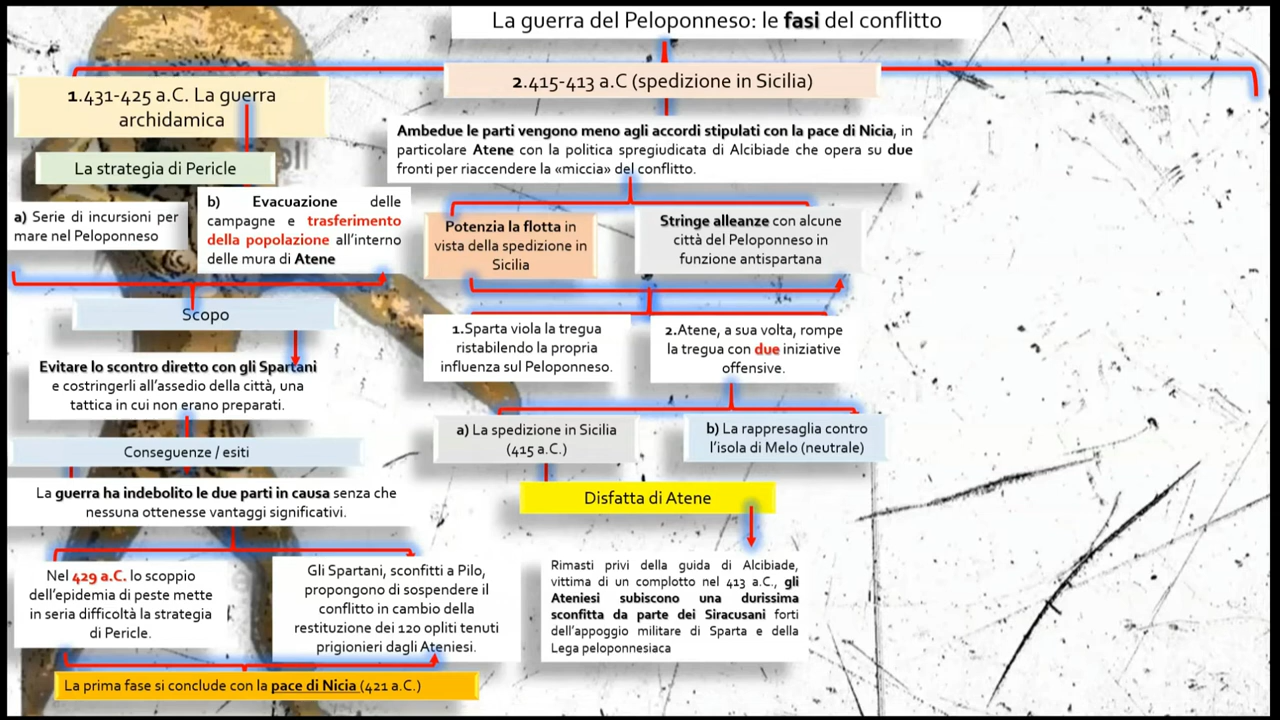 La guerra del Peloponneso: le fasi del conflitto
1.431-425 a.C. La guerra
archidamica
La strategia di Pericle
a) Serie di incursioni per
mare nel Peloponneso
b) Evacuazione delle
campagne e trasferimento
della popolazione all'interno
delle mura di Atene
Scopo
Evitare lo scontro diretto con gli Spartani
e costringerli all'assedio della città, una
tattica in cui non erano preparati.
Conseguenze / esiti
La guerra ha indebolito le due parti in causa senza che
nessuna ottenesse vantaggi significativi.
Nel 429 a.C. lo scoppio
dell'epidemia di peste mette
in seria difficoltà la strategia
di Pericle.
Gli Spartani, sconfitti a Pilo,
propongono di sospendere il
conflitto in cambio della
restituzione dei 120 opliti tenuti
prigionieri dagli Ateniesi.
La prima fase si conclude con la pace di Nicia (421 a.C.)
2.415-413 a.C (spedizione in Sicilia)
Ambedue le parti vengono meno agli accordi stipulati con la pace di Nicia, in
particolare Atene con la politica spregiudicata di Alcibiade che opera su due
fronti per riaccendere la «miccia» del conflitto.
Potenzia la flotta in
vista della spedizione in
Sicilia
Stringe alleanze con alcune
città del Peloponneso in
funzione antispartana
1.Sparta viola la tregua
ristabilendo la propria
influenza sul Peloponneso.
2.Atene, a sua volta, rompe
la tregua con due iniziative
offensive.
a) La spedizione in Sicilia
(415 a.C.)
b) La rappresaglia contro
l'isola di Melo (neutrale)
Disfatta di Atene
Rimasti privi della guida di Alcibiade,
vittima di un complotto nel 413 a.C., gli
Ateniesi subiscono una durissima
sconfitta da parte dei Siracusani forti
dell'appoggio militare di Sparta e della
Lega peloponnesiaca